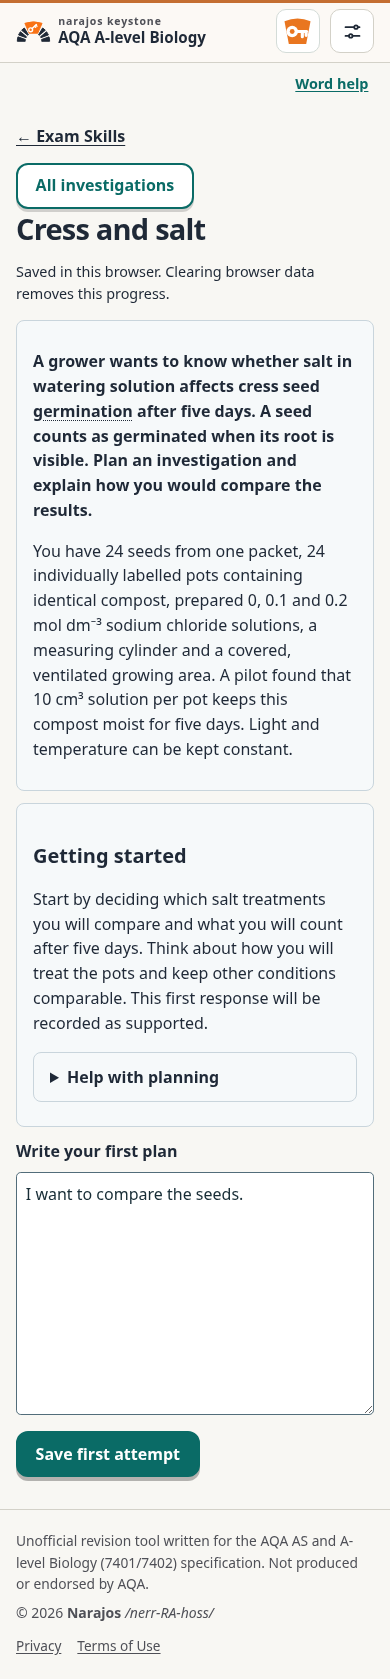 narajos keystone
AQA A-level Biology
Word help
← Exam Skills
All investigations
Cress and salt
Saved in this browser. Clearing browser data
removes this progress.
A grower wants to know whether salt in
watering solution affects cress seed
germination after five days. A seed
counts as germinated when its root is
visible. Plan an investigation and
explain how you would compare the
results.
You have 24 seeds from one packet, 24
individually labelled pots containing
identical compost, prepared 0, 0.1 and 0.2
mol dm⁻³ sodium chloride solutions, a
measuring cylinder and a covered,
ventilated growing area. A pilot found that
10 cm³ solution per pot keeps this
compost moist for five days. Light and
temperature can be kept constant.
Getting started
Start by deciding which salt treatments
you will compare and what you will count
after five days. Think about how you will
treat the pots and keep other conditions
comparable. This first response will be
recorded as supported.
▶ Help with planning
Write your first plan
I want to compare the seeds.
Save first attempt
Unofficial revision tool written for the AQA AS and A-
level Biology (7401/7402) specification. Not produced
or endorsed by AQA.
© 2026 Narajos /nerr-RA-hoss/
Privacy Terms of Use